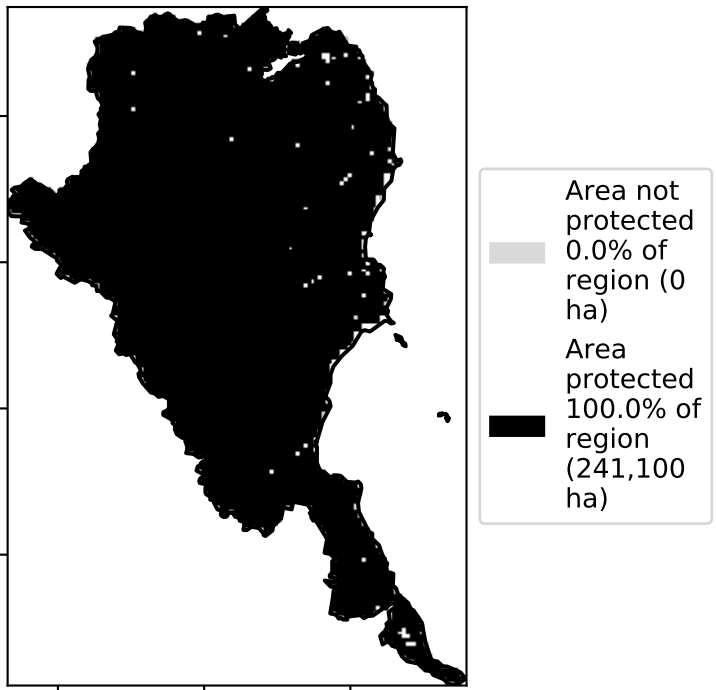 Area not
protected
0.0% of
region (0
ha)
Area
protected
100.0% of
region
(241,100
ha)